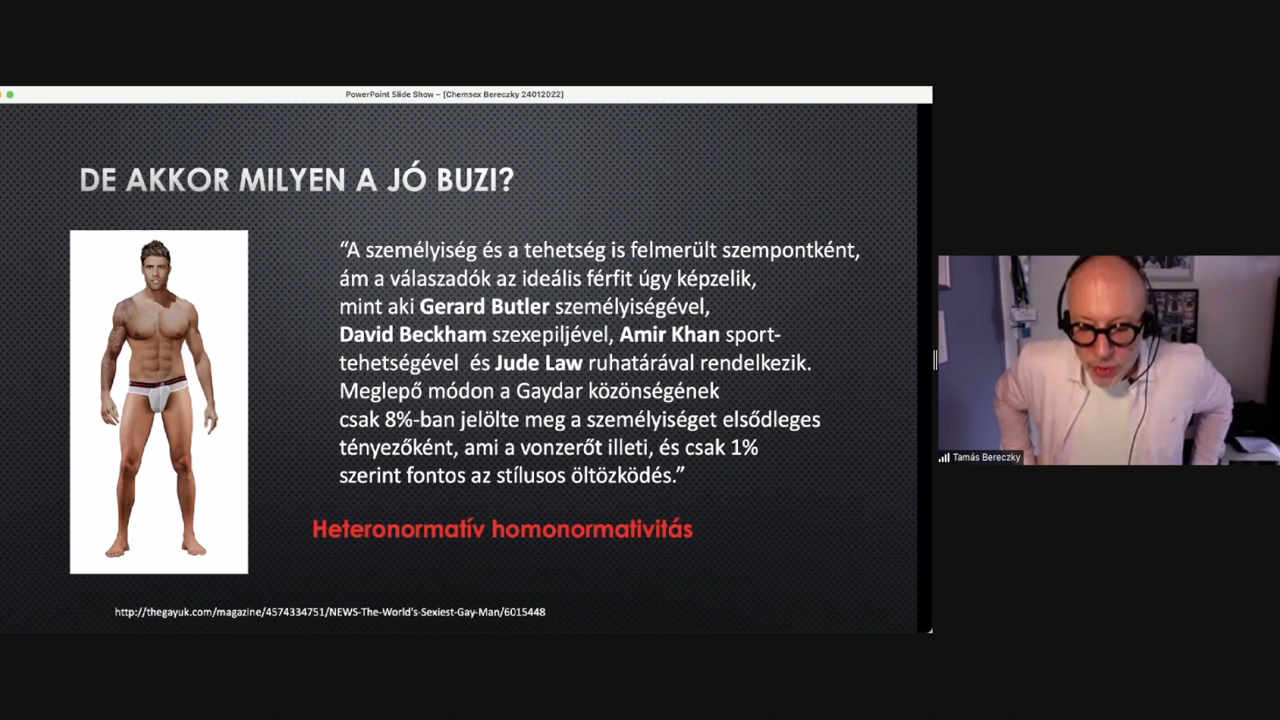 PowerPoint Slide Show – [Chemsex Bereczky 24012022]
DE AKKOR MILYEN A JÓ BUZI?
“A személyiség és a tehetség is felmerült szempontként,
ám a válaszadók az ideális férfit úgy képzelik,
mint aki Gerard Butler személyiségével,
David Beckham szexepiljével, Amir Khan sport-
tehetségével és Jude Law ruhatárával rendelkezik.
Meglepő módon a Gaydar közönségének
csak 8%-ban jelölte meg a személyiséget elsődleges
tényezőként, ami a vonzerőt illeti, és csak 1%
szerint fontos az stílusos öltözködés.”
Heteronormatív homonormativitás
http://thegayuk.com/magazine/4574334751/NEWS-The-World's-Sexiest-Gay-Man/6015448
Tamás Bereczky